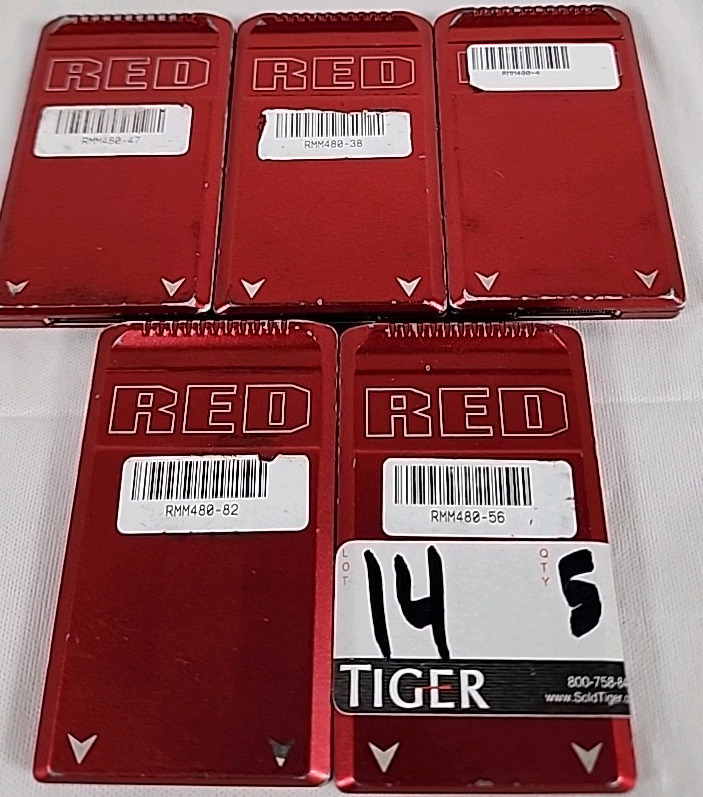 RED
RED
RMM480-47
RMM480-38
RMM480-4
RED
RED
RMM480-82
RMM480-56
LOT
14
QTY
5
TIGER
800-758-84
www.SoldTiger.c